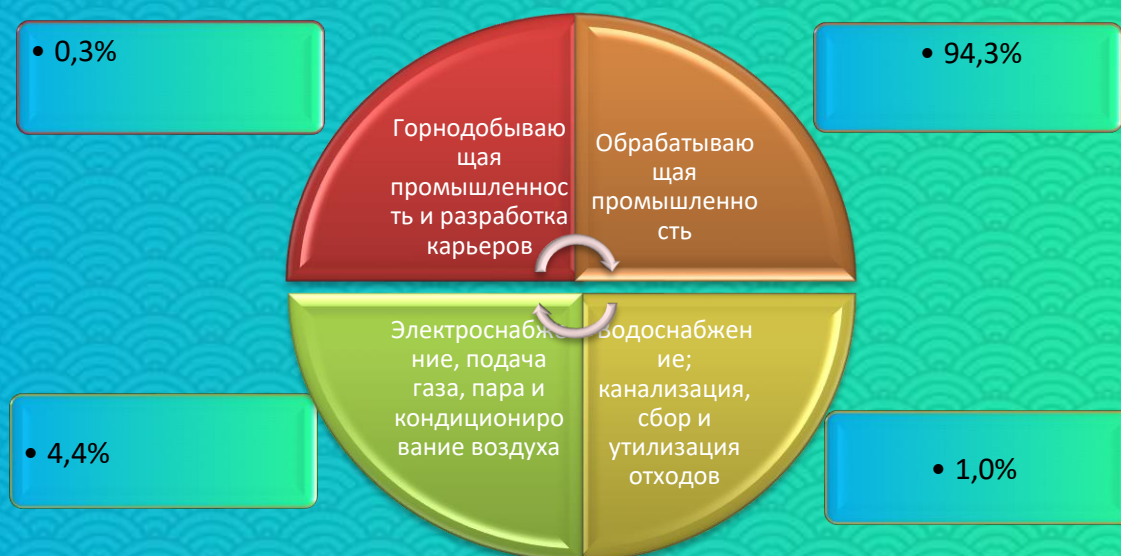 • 0,3%
• 94,3%
Горнодобываю
щая
промышленнос
ть и разработка
карьеров
Обрабатываю
щая
промышленно
сть
Электроснабже
ние, подача
газа, пара и
кондициониро
вание воздуха
Водоснабжен
ие;
канализация,
сбор и
утилизация
отходов
• 4,4%
• 1,0%